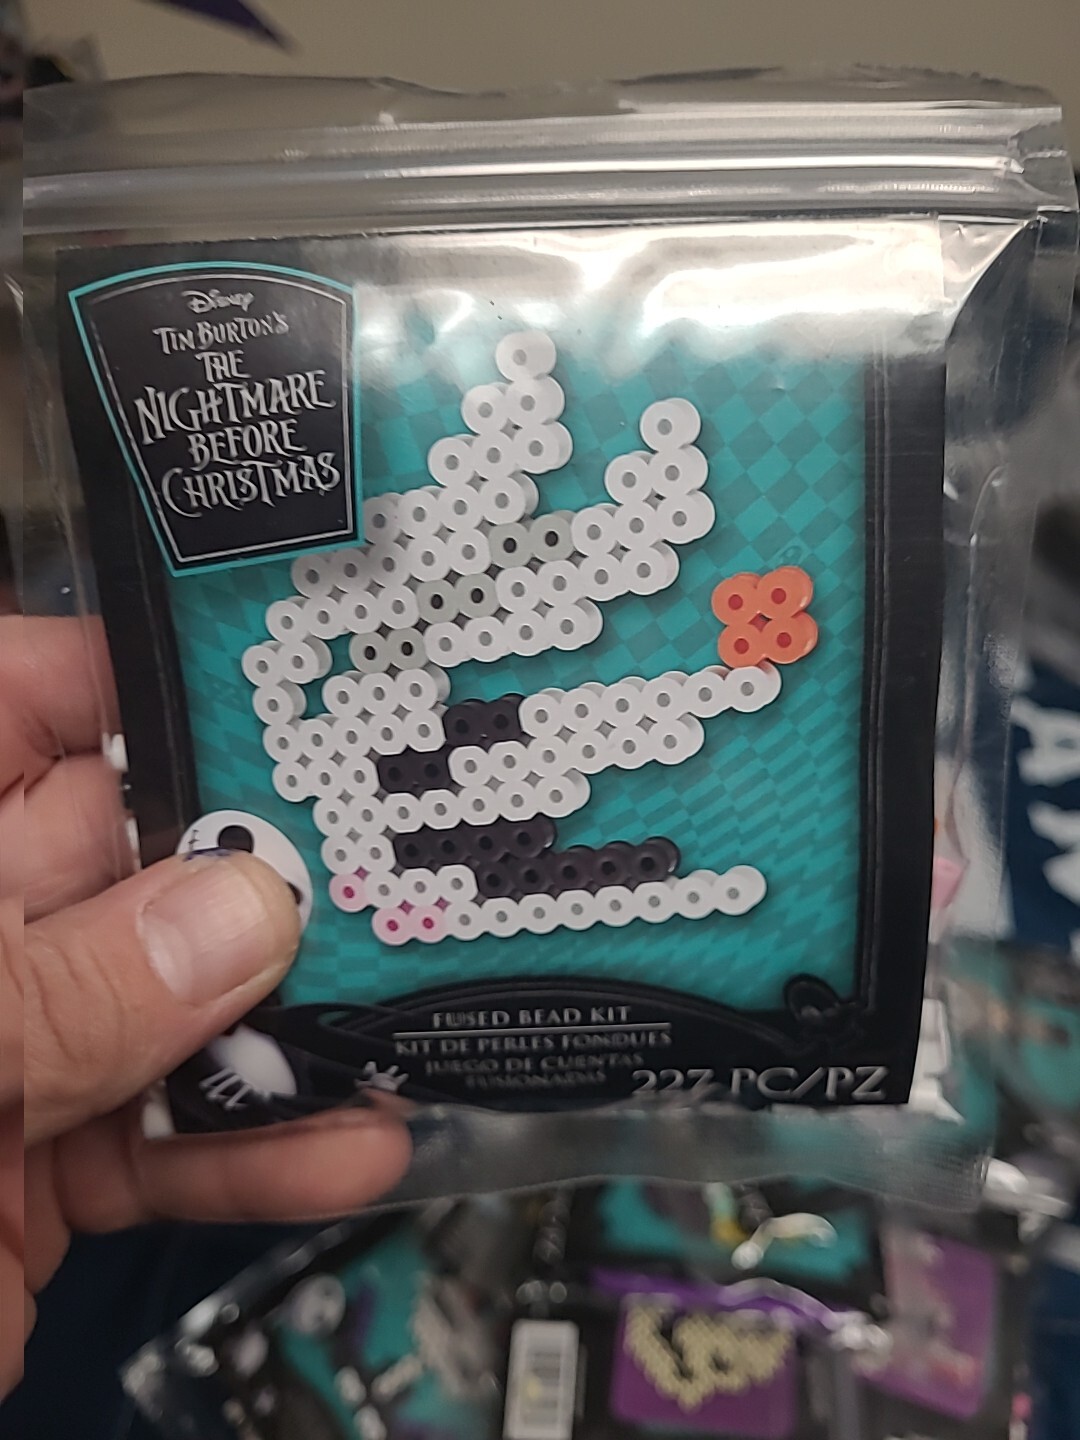 Disney
TIM BURTON'S
THE
NIGHTMARE
BEFORE
CHRISTMAS
FUSED BEAD KIT
KIT DE PERLES FONDUES
JUEGO DE CUENTAS
FUSIONADAS
227 PC/PZ